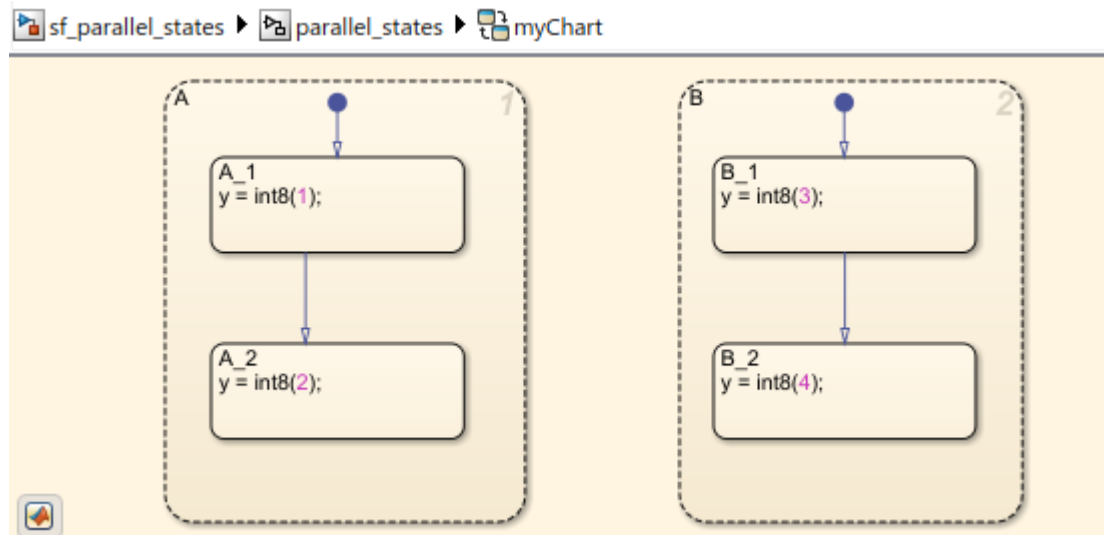 sf_parallel_states parallel_states myChart
A 1
A_1
y = int8(1);
A_2
y = int8(2);
B 2
B_1
y = int8(3);
B_2
y = int8(4);